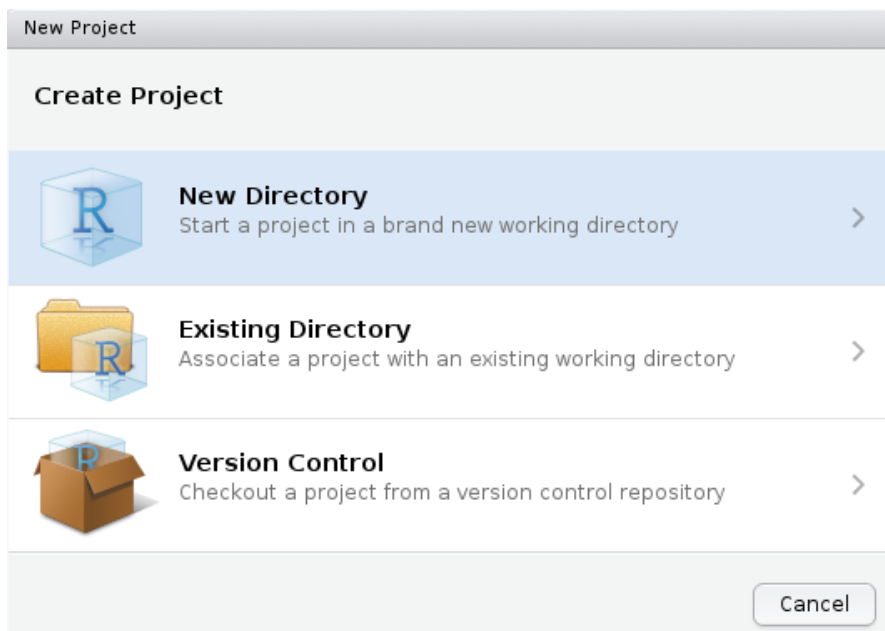 New Project
Create Project
R
New Directory
Start a project in a brand new working directory
R
Existing Directory
Associate a project with an existing working directory
R
Version Control
Checkout a project from a version control repository
Cancel